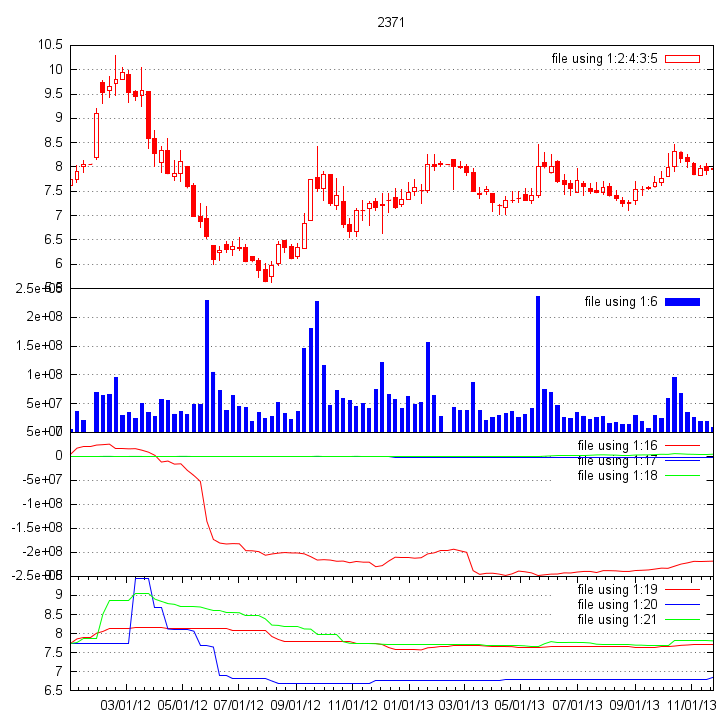 2371
10.5
file using 1:2:4:3:5
10
9.5
9
8.5
8
7.5
7
6.5
6
2.5e+08
file using 1:6
2e+08
1.5e+08
1e+08
5e+07
file using 1:16
0
file using 1:17
file using 1:18
-5e+07
-1e+08
-1.5e+08
-2e+08
-2.5e+08
file using 1:19
9
file using 1:20
8.5
file using 1:21
8
7.5
7
6.5
03/01/12 05/01/12 07/01/12 09/01/12 11/01/12 01/01/13 03/01/13 05/01/13 07/01/13 09/01/13 11/01/13